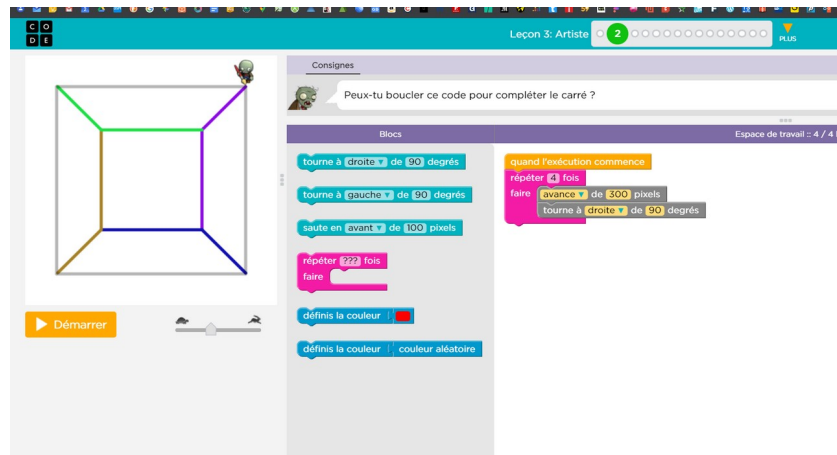 C O
D E
Leçon 3: Artiste
2
PLUS
Consignes
Peux-tu boucler ce code pour compléter le carré ?
Blocs
Espace de travail :: 4 / 4
tourne à droite de 90 degrés
tourne à gauche de 90 degrés
saute en avant de 100 pixels
répéter ??? fois
faire
définis la couleur
définis la couleur couleur aléatoire
quand l'exécution commence
répéter 4 fois
faire avance de 300 pixels
tourne à droite de 90 degrés
Démarrer